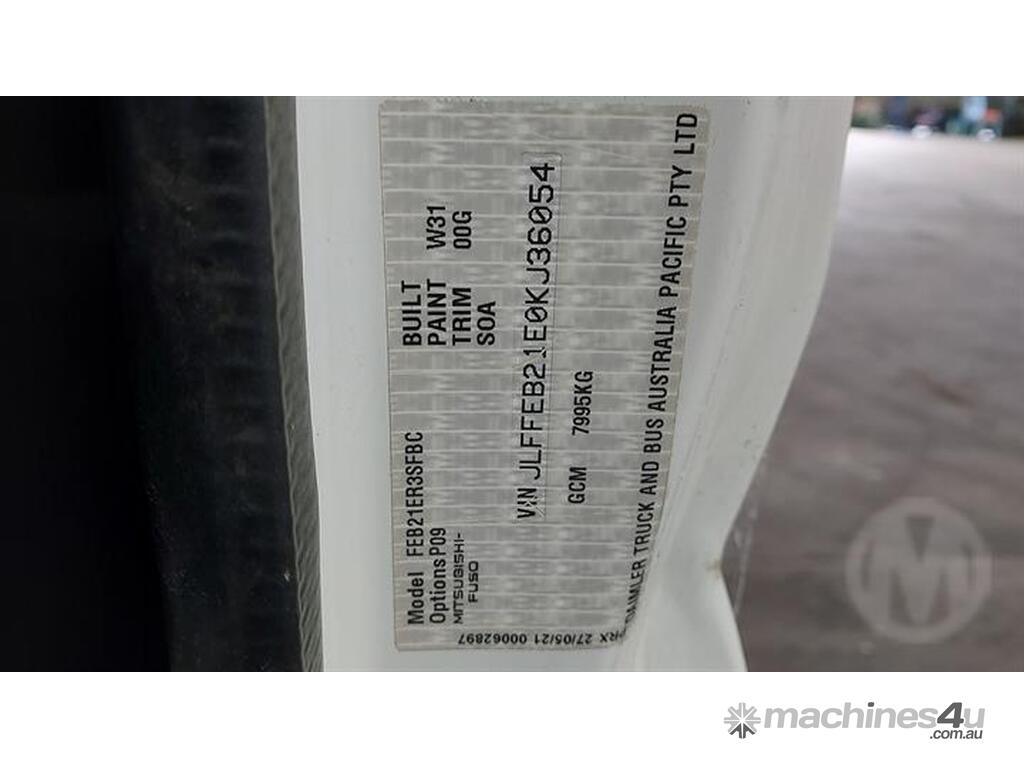 Model FEB21ER3SFBC
Options P09
MITSUBISHI-
FUSO
BUILT
PAINT W31
TRIM 00G
SOA
VIN JLFFEB21E0KJ36054
GCM 7995KG
DAIMLER TRUCK AND BUS AUSTRALIA PACIFIC PTY LTD
PRX 27/05/21 00062897
M
machines4u
.com.au